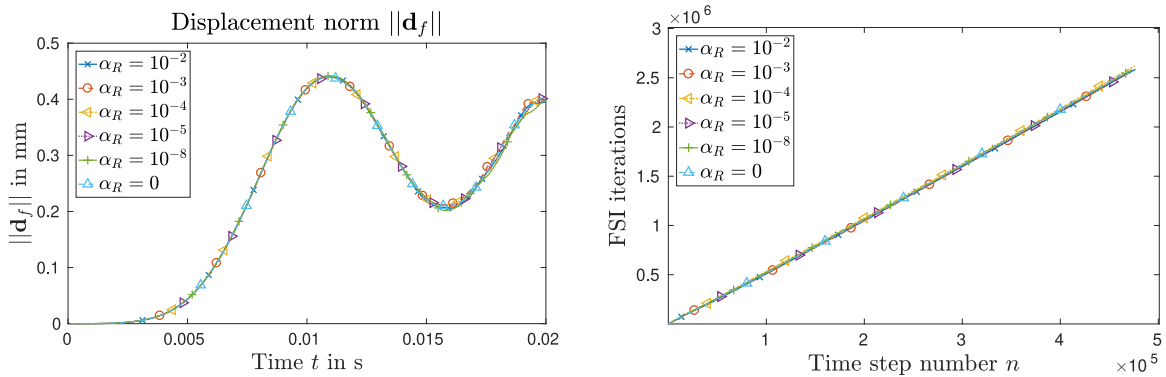 Displacement norm ||d_f||
||d_f|| in mm
0.5
0.4
0.3
0.2
0.1
0
α_R = 10^{-2}
α_R = 10^{-3}
α_R = 10^{-4}
α_R = 10^{-5}
α_R = 10^{-8}
α_R = 0
0
0.005
0.01
0.015
0.02
Time t in s
×10^6
FSI iterations
3
2.5
2
1.5
1
0.5
α_R = 10^{-2}
α_R = 10^{-3}
α_R = 10^{-4}
α_R = 10^{-5}
α_R = 10^{-8}
α_R = 0
1
2
3
4
5
Time step number n
×10^5